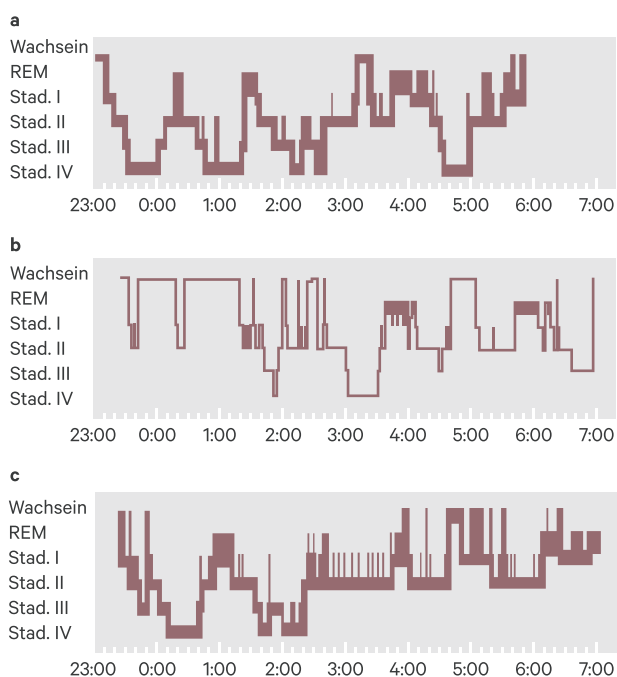 a
Wachsein
REM
Stad. I
Stad. II
Stad. III
Stad. IV
23:00 0:00 1:00 2:00 3:00 4:00 5:00 6:00 7:00
b
Wachsein
REM
Stad. I
Stad. II
Stad. III
Stad. IV
23:00 0:00 1:00 2:00 3:00 4:00 5:00 6:00 7:00
c
Wachsein
REM
Stad. I
Stad. II
Stad. III
Stad. IV
23:00 0:00 1:00 2:00 3:00 4:00 5:00 6:00 7:00